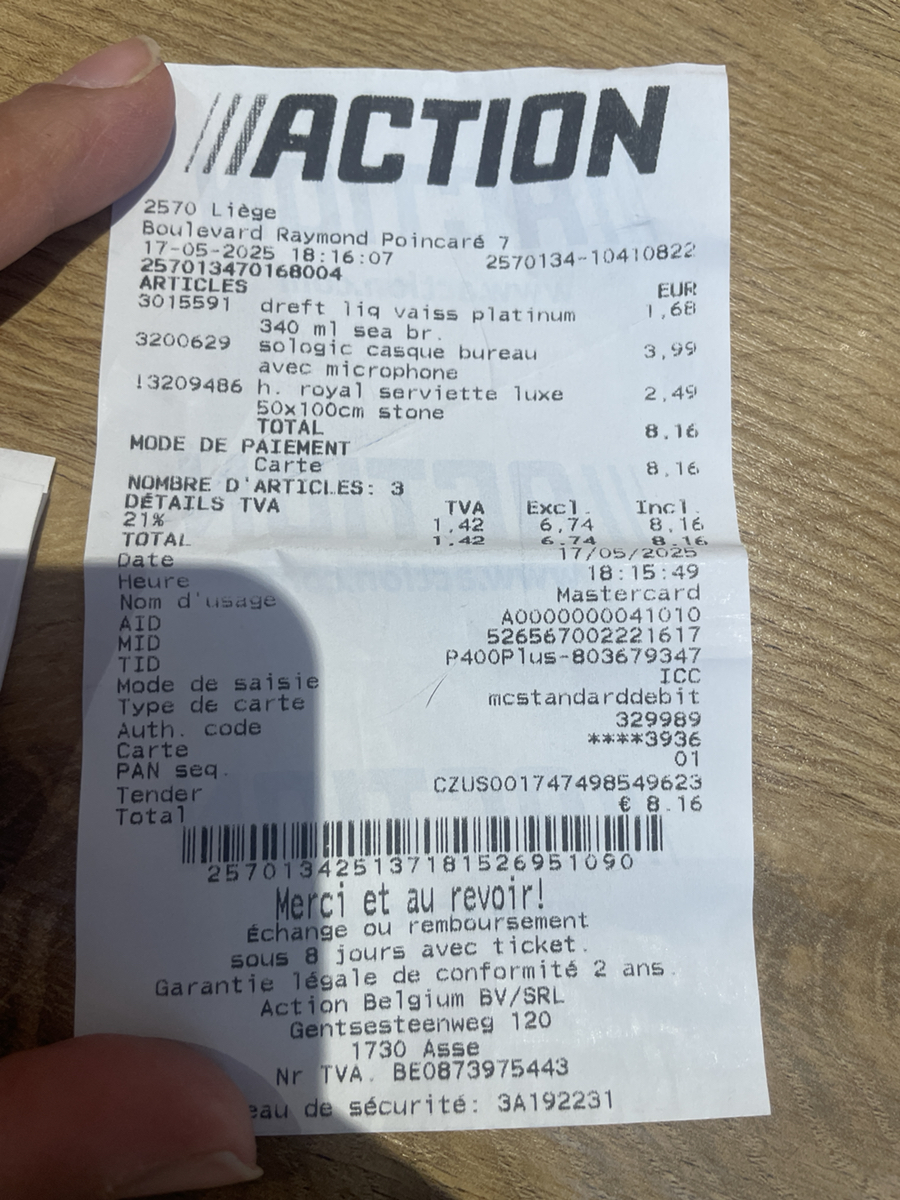 ACTION
2570 Liège
Boulevard Raymond Poincaré 7
17-05-2025 18:16:07 2570134-10410822
257013470168004
ARTICLES EUR
3015591 dreft liq vaiss platinum 1,68
340 ml sea br.
3200629 sologic casque bureau 3,99
avec microphone
!3209486 h. royal serviette luxe 2,49
50x100cm stone
TOTAL 8.16
MODE DE PAIEMENT
Carte 8.16
NOMBRE D'ARTICLES: 3
DÉTAILS TVA TVA Excl. Incl.
21% 1.42 6.74 8.16
TOTAL 1.42 6.74 8.16
Date 17/05/2025
Heure 18:15:49
Nom d'usage Mastercard
AID A0000000041010
MID 526567002221617
TID P400Plus-803679347
Mode de saisie ICC
Type de carte mcstandarddebit
Auth. code 329989
Carte ****3936
PAN seq. 01
Tender CZUS001747498549623
Total € 8.16
257013425137181526951090
Merci et au revoir!
Échange ou remboursement
sous 8 jours avec ticket.
Garantie légale de conformité 2 ans.
Action Belgium BV/SRL
Gentsesteenweg 120
1730 Asse
Nr TVA. BE0873975443
de sécurité: 3A192231